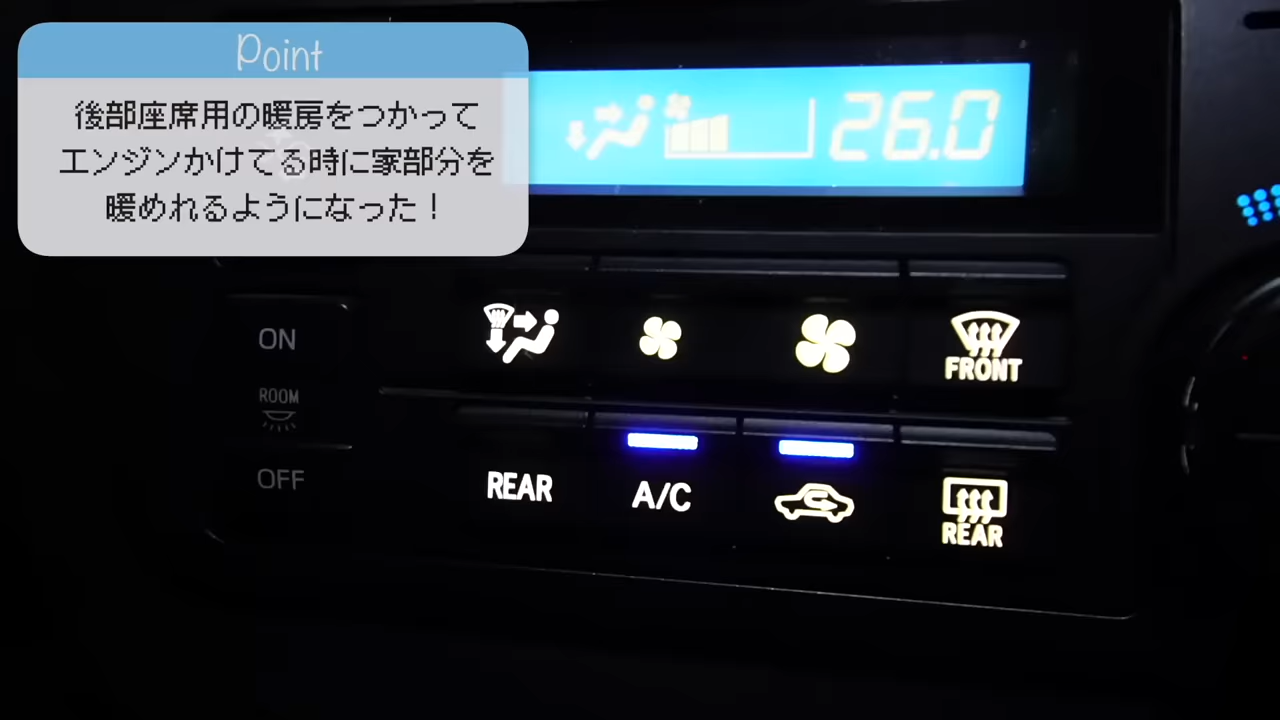 Point
後部座席用の暖房をつかって
エンジンかけてる時に家部分を
暖めれるようになった！
26.0
ON
ROOM
OFF
FRONT
REAR
A/C
REAR